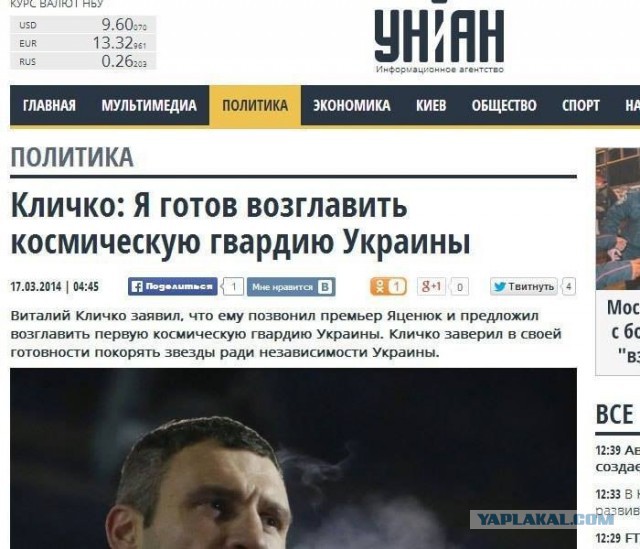 КУРС ВАЛЮТ НБУ
USD 9.60070
EUR 13.32961
RUS 0.26203
УНІАН
Информационное агентство
ГЛАВНАЯ МУЛЬТИМЕДИА ПОЛИТИКА ЭКОНОМИКА КИЕВ ОБЩЕСТВО СПОРТ НА
ПОЛИТИКА
Кличко: Я готов возглавить
космическую гвардию Украины
17.03.2014 | 04:45 Поделиться 1 Мне нравится В 1 g+1 0 Твитнуть 4
Виталий Кличко заявил, что ему позвонил премьер Яценюк и предложил
возглавить первую космическую гвардию Украины. Кличко заверил в своей
готовности покорять звезды ради независимости Украины.
Мос
с бо
"вз
ВСЕ
12:39 Ав
создае
12:33 В К
развив
12:29 FT
YAPLAKAL.COM